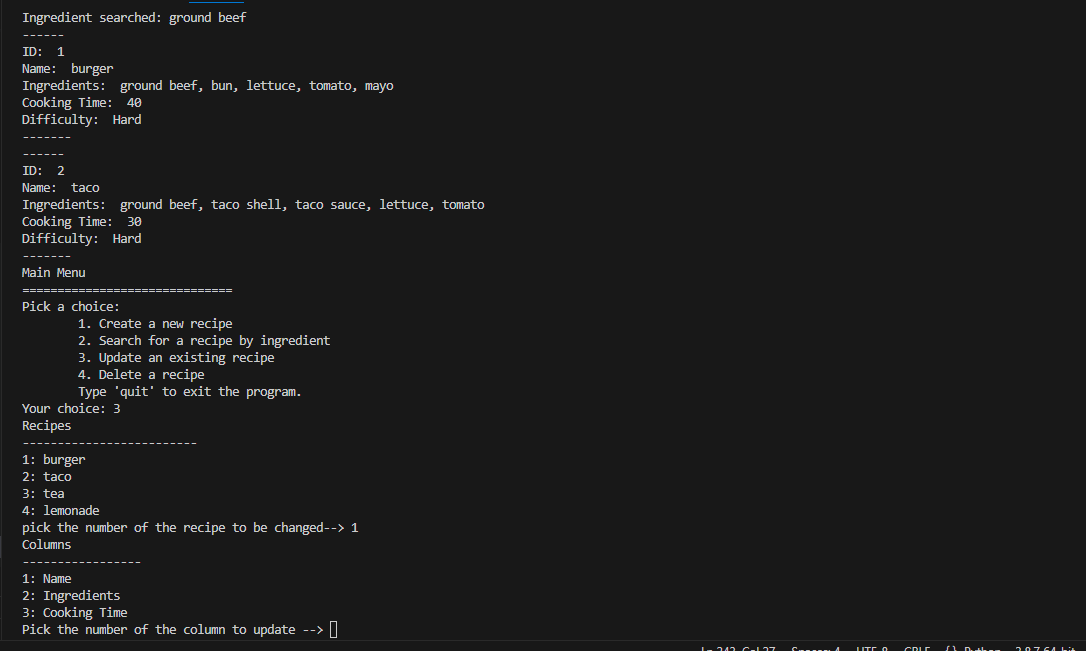 Ingredient searched: ground beef
------
ID:  1
Name:  burger
Ingredients:  ground beef, bun, lettuce, tomato, mayo
Cooking Time:  40
Difficulty:  Hard
-------
------
ID:  2
Name:  taco
Ingredients:  ground beef, taco shell, taco sauce, lettuce, tomato
Cooking Time:  30
Difficulty:  Hard
-------
Main Menu
==============================
Pick a choice:
        1. Create a new recipe
        2. Search for a recipe by ingredient
        3. Update an existing recipe
        4. Delete a recipe
        Type 'quit' to exit the program.
Your choice: 3
Recipes
-------------------------
1: burger
2: taco
3: tea
4: lemonade
pick the number of the recipe to be changed--> 1
Columns
-----------------
1: Name
2: Ingredients
3: Cooking Time
Pick the number of the column to update -->